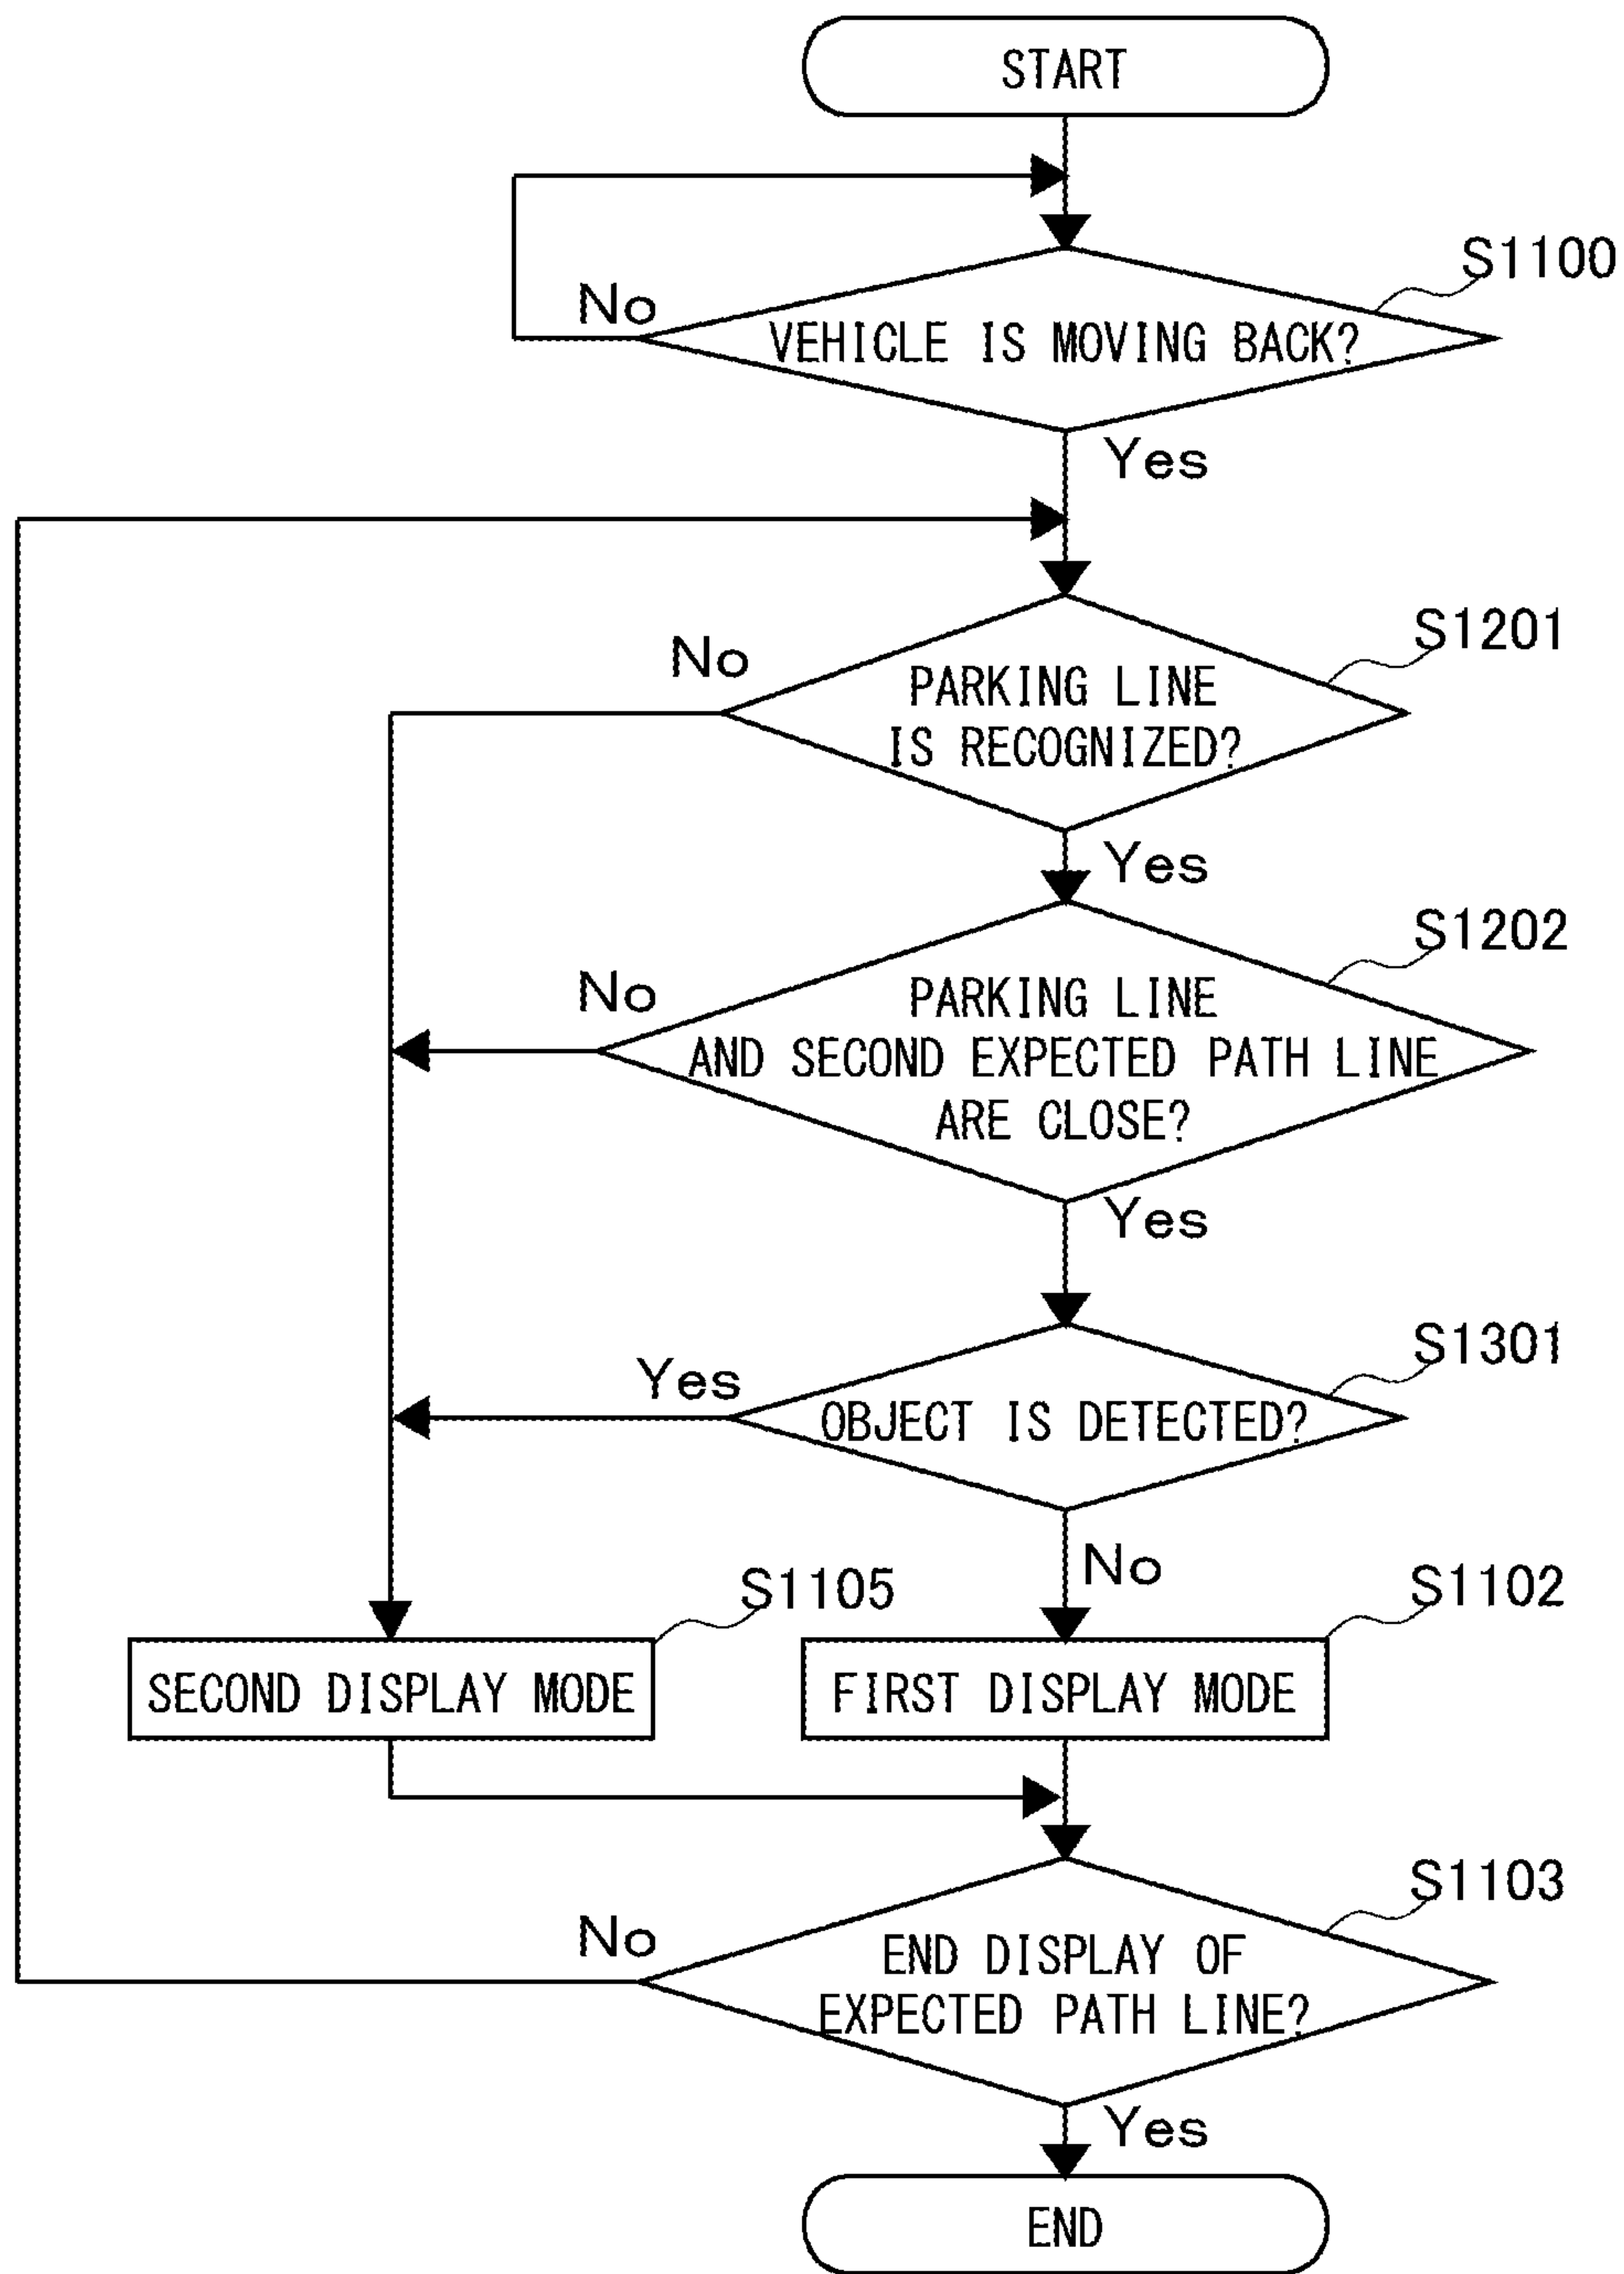 START
S1100
No
VEHICLE IS MOVING BACK?
Yes
S1201
No
PARKING LINE
IS RECOGNIZED?
Yes
S1202
No
PARKING LINE
AND SECOND EXPECTED PATH LINE
ARE CLOSE?
Yes
S1301
Yes
OBJECT IS DETECTED?
No
S1105
S1102
SECOND DISPLAY MODE
FIRST DISPLAY MODE
S1103
No
END DISPLAY OF
EXPECTED PATH LINE?
Yes
END